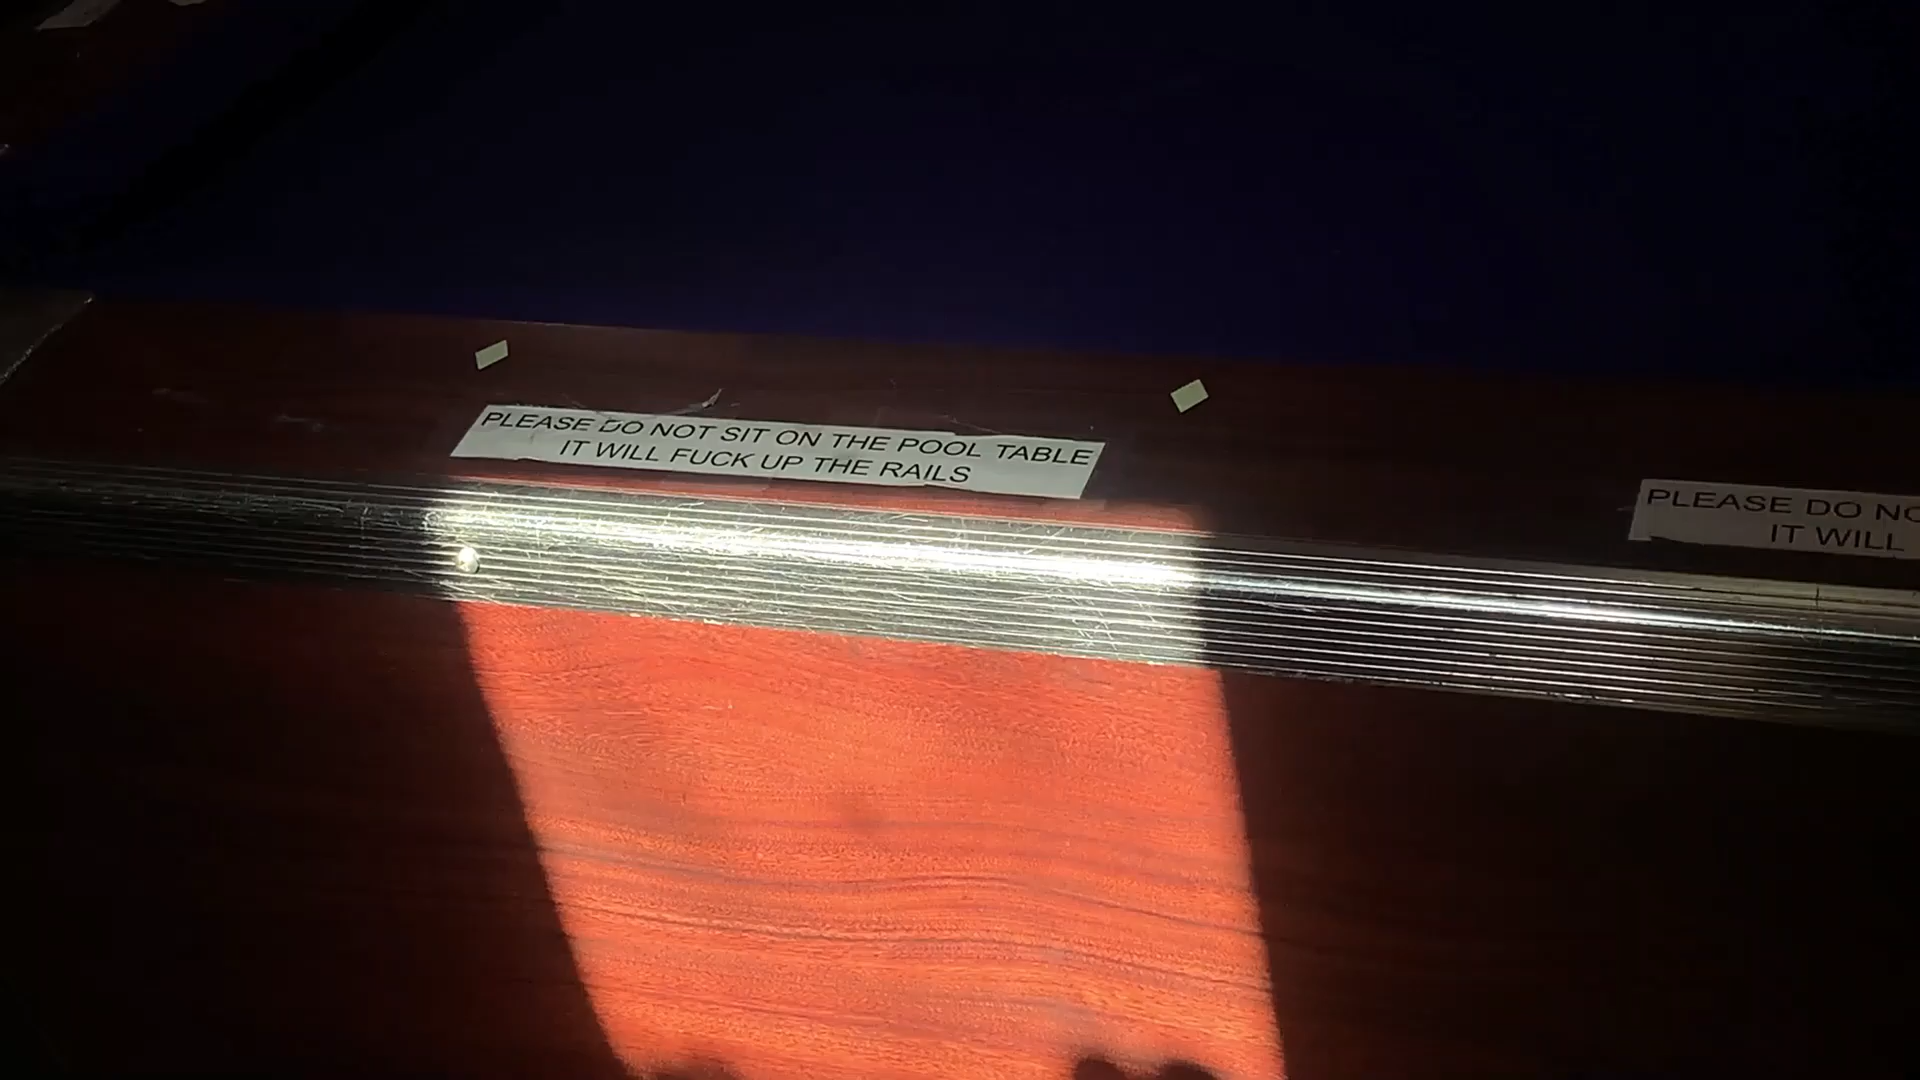 PLEASE DO NOT SIT ON THE POOL TABLE
IT WILL FUCK UP THE RAILS
PLEASE DO NO
IT WILL